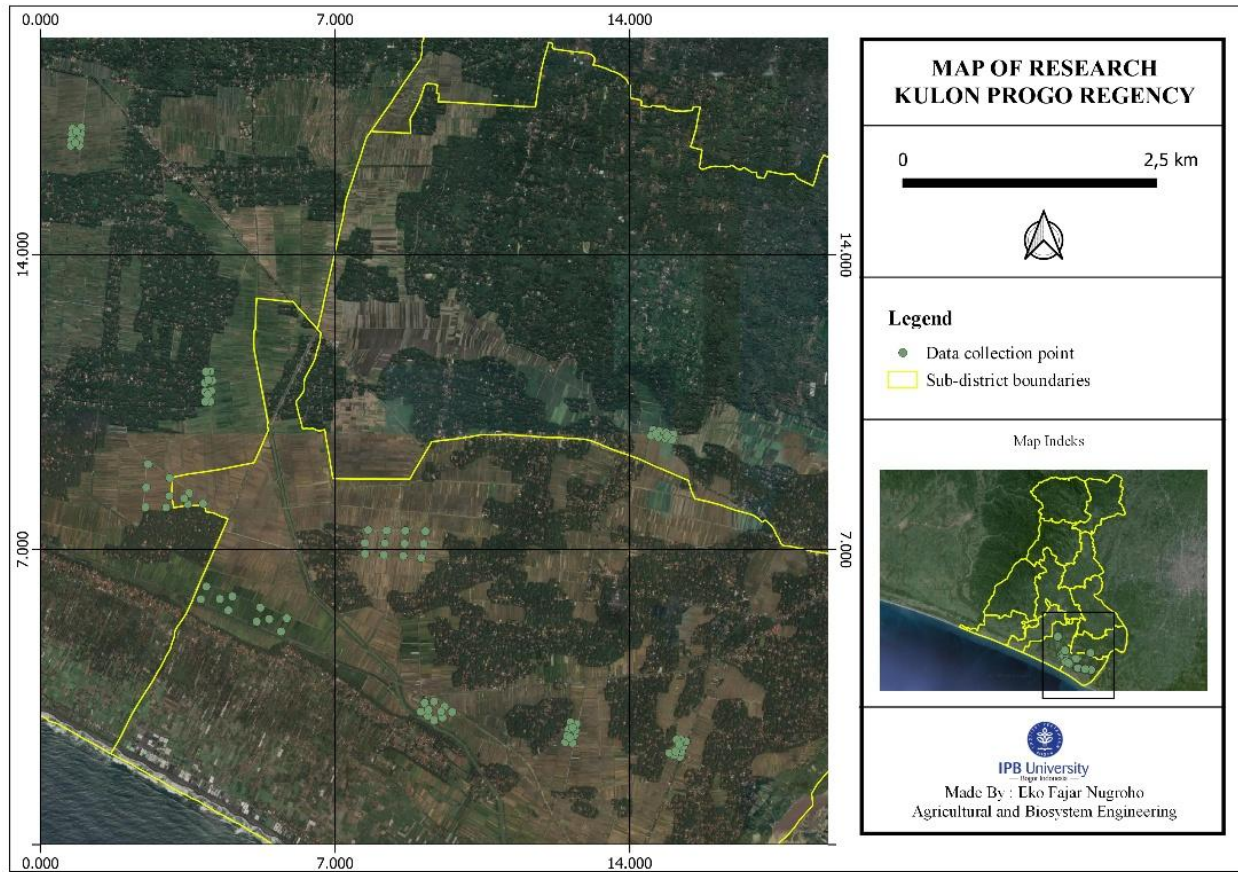 0.000 7.000 14.000
14.000 14.000
7.000 7.000
0.000 7.000 14.000
MAP OF RESEARCH
KULON PROGO REGENCY
0 2,5 km
Legend
Data collection point
Sub-district boundaries
Map Indeks
IPB University
Bogor Indonesia
Made By : Eko Fajar Nugroho
Agricultural and Biosystem Engineering